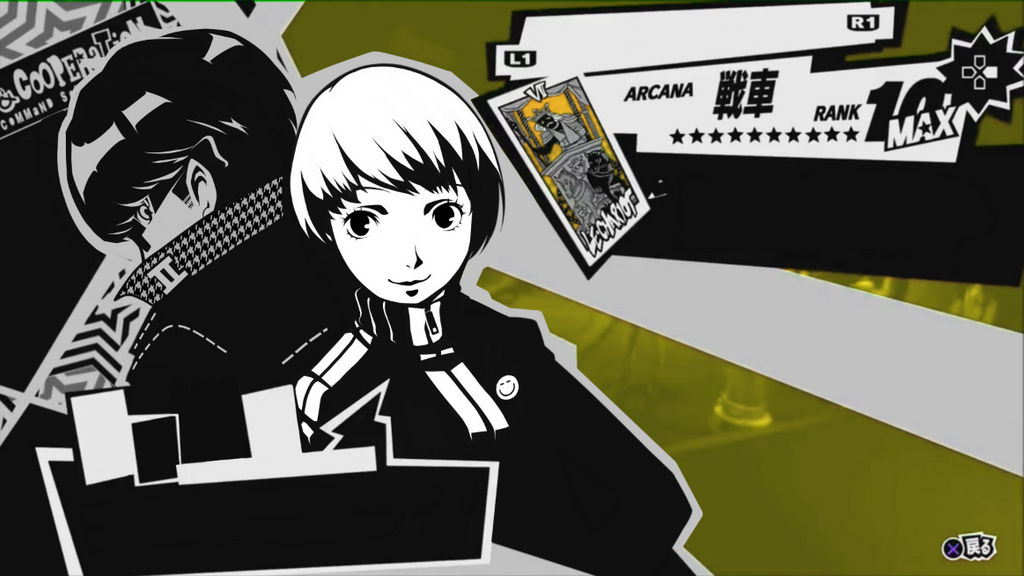 & COOPERATION
COMMAND
L1
R1
ARCANA 戦車 RANK 10
MAX
VI
戻る